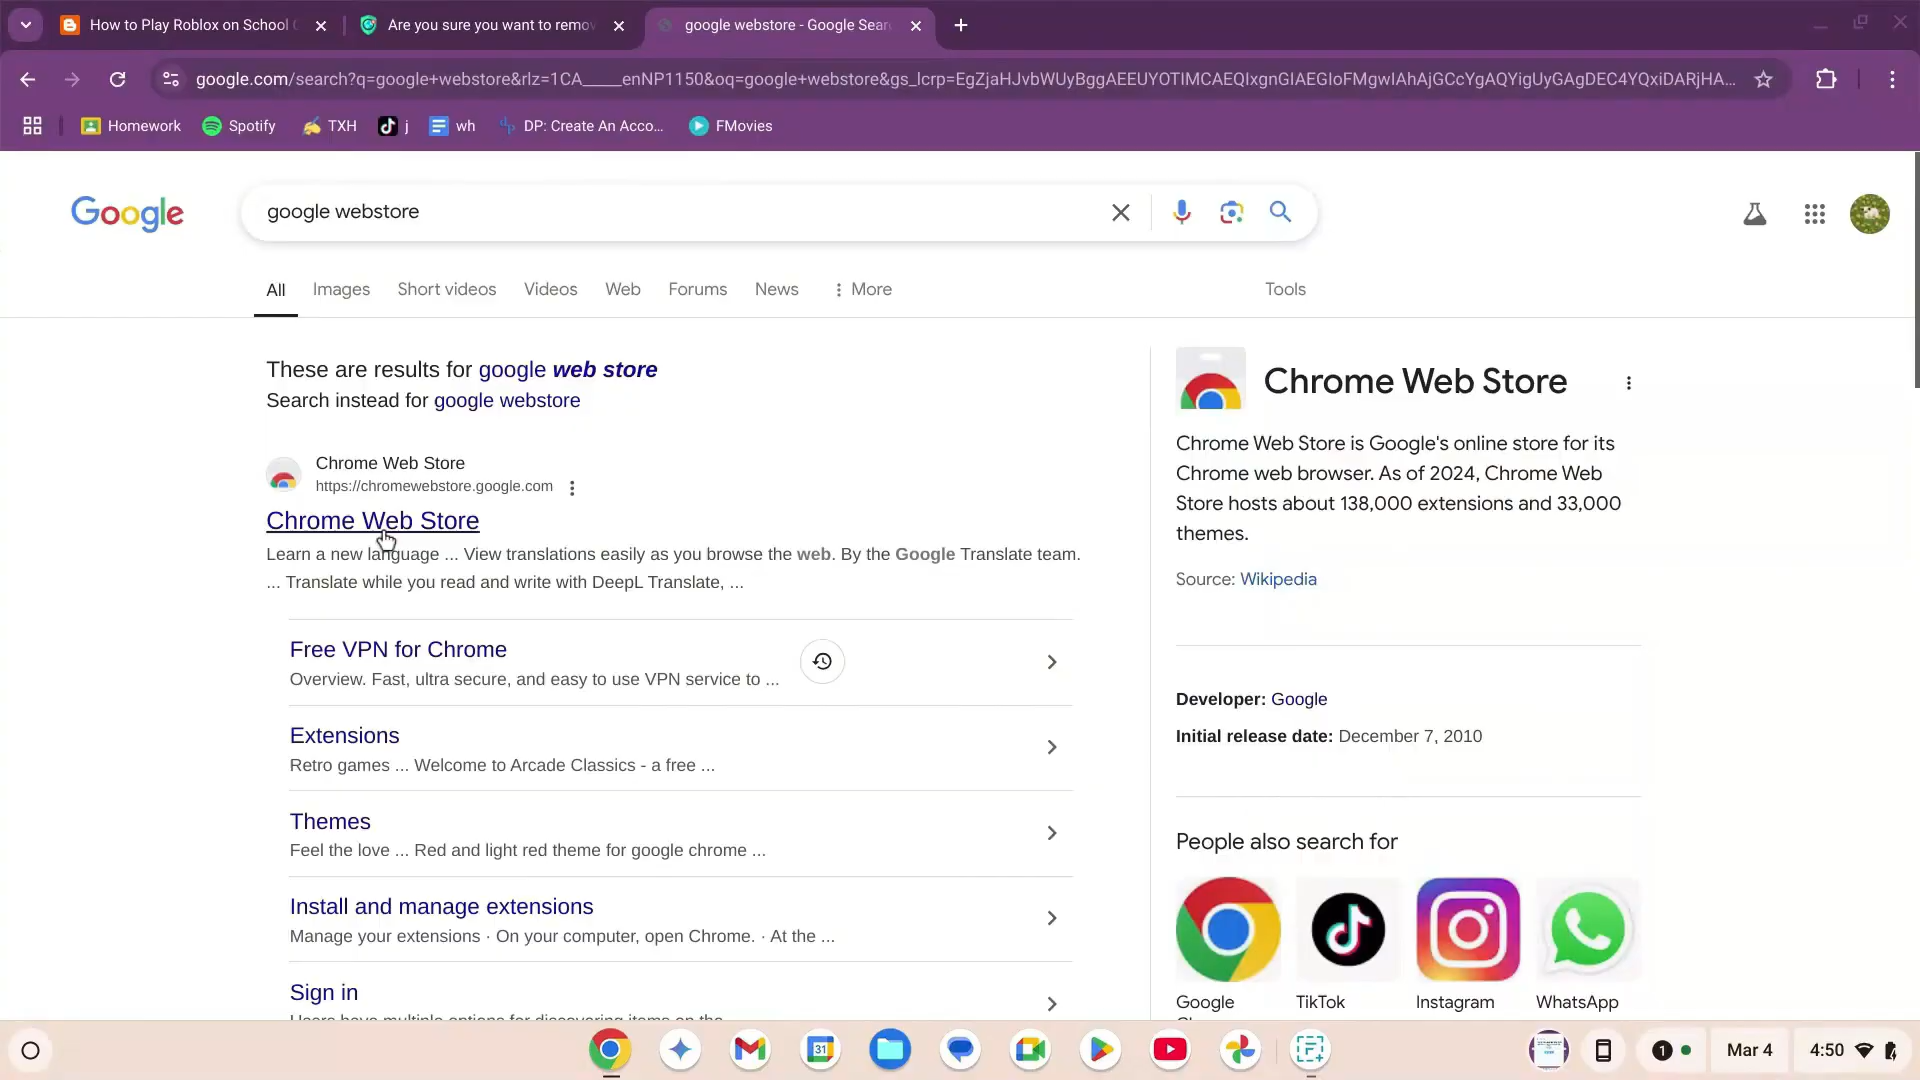 How to Play Roblox on School
Are you sure you want to remov
google webstore - Google Sear
google.com/search?q=google+webstore&rlz=1CA_____enNP1150&oq=google+webstore&gs_lcrp=EgZjaHJvbWUyBggAEEUYOTIMCAEQIxgnGIAEGIoFMgwIAhAjGCcYgAQYigUyGAgDEC4YQxiDARjHA...
Homework
Spotify
TXH
j
wh
DP: Create An Acco...
FMovies
Google
google webstore
All
Images
Short videos
Videos
Web
Forums
News
More
Tools
These are results for google web store
Search instead for google webstore
Chrome Web Store
https://chromewebstore.google.com
Chrome Web Store
Learn a new language ... View translations easily as you browse the web. By the Google Translate team.
... Translate while you read and write with DeepL Translate, ...
Free VPN for Chrome
Overview. Fast, ultra secure, and easy to use VPN service to ...
Extensions
Retro games ... Welcome to Arcade Classics - a free ...
Themes
Feel the love ... Red and light red theme for google chrome ...
Install and manage extensions
Manage your extensions · On your computer, open Chrome. · At the ...
Sign in
Chrome Web Store
Chrome Web Store is Google's online store for its
Chrome web browser. As of 2024, Chrome Web
Store hosts about 138,000 extensions and 33,000
themes.
Source: Wikipedia
Developer: Google
Initial release date: December 7, 2010
People also search for
Google
TikTok
Instagram
WhatsApp
31
1
Mar 4
4:50